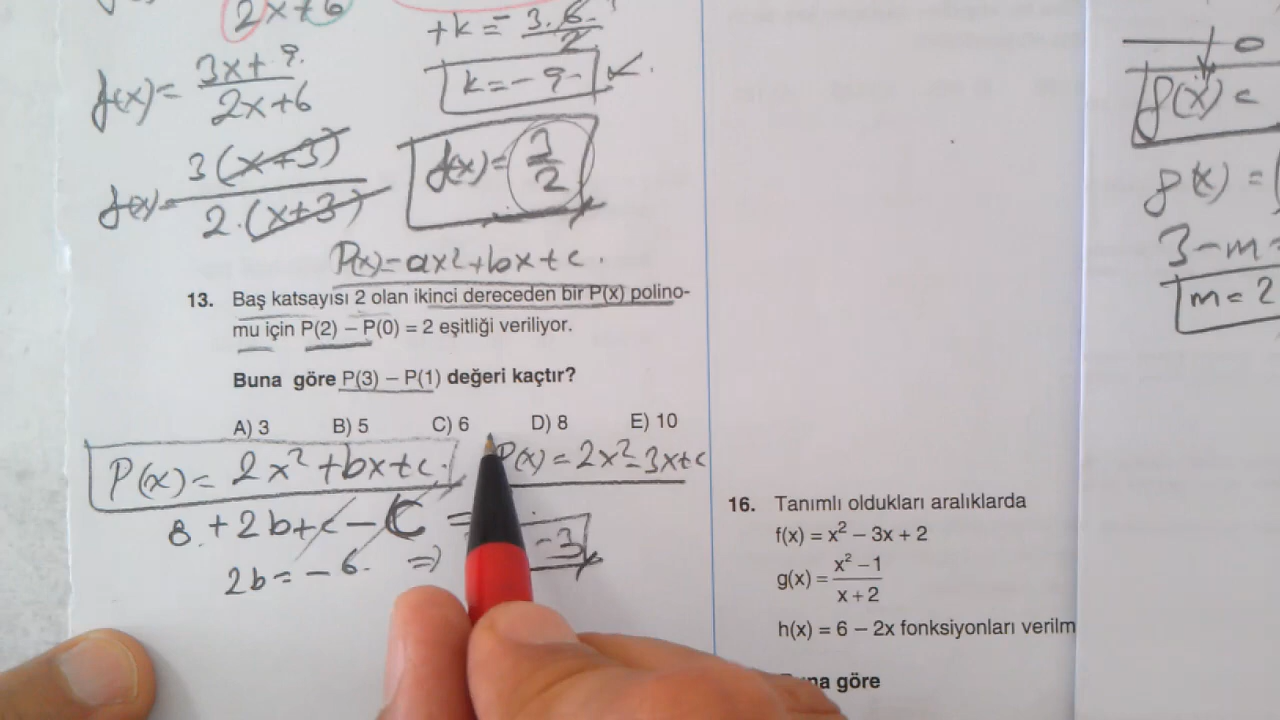 2x+6
f(x)= 3x+9 / 2x+6
f(x)= 3(x+3) / 2.(x+3)
+k = -3.6 / 2
k=-9
f(x)= 3/2
P(x)=ax2+bx+c.
13. Baş katsayısı 2 olan ikinci dereceden bir P(x) polino-
mu için P(2) – P(0) = 2 eşitliği veriliyor.
Buna göre P(3) – P(1) değeri kaçtır?
A) 3 B) 5 C) 6 D) 8 E) 10
P(x)= 2x²+bx+c.
8.+2b+c-C =
2b=-6. ⇒
P(x)=2x²-3x+c
-3
16. Tanımlı oldukları aralıklarda
f(x) = x² – 3x + 2
g(x) = x² – 1 / x + 2
h(x) = 6 – 2x fonksiyonları verilm
na göre
0
f(x) =
f(x) =
3-m=
m=2